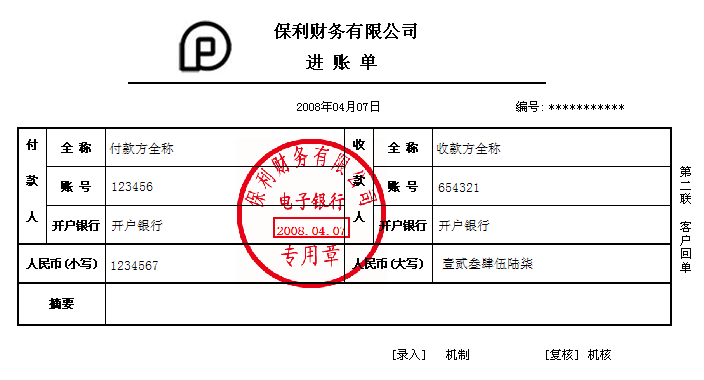 P
保利财务有限公司
进 账 单
2008年04月07日 编号: ***********
付款人 全 称 付款方全称 收款人 全 称 收款方全称
账 号 123456 账 号 654321
开户银行 开户银行 开户银行 开户银行
人民币(小写) 1234567 人民币(大写) 壹贰叁肆伍陆柒
摘要
保利财务有限公司
电子银行
2008.04.07
专用章
第二联 客户回单
[录入] 机制 [复核] 机核